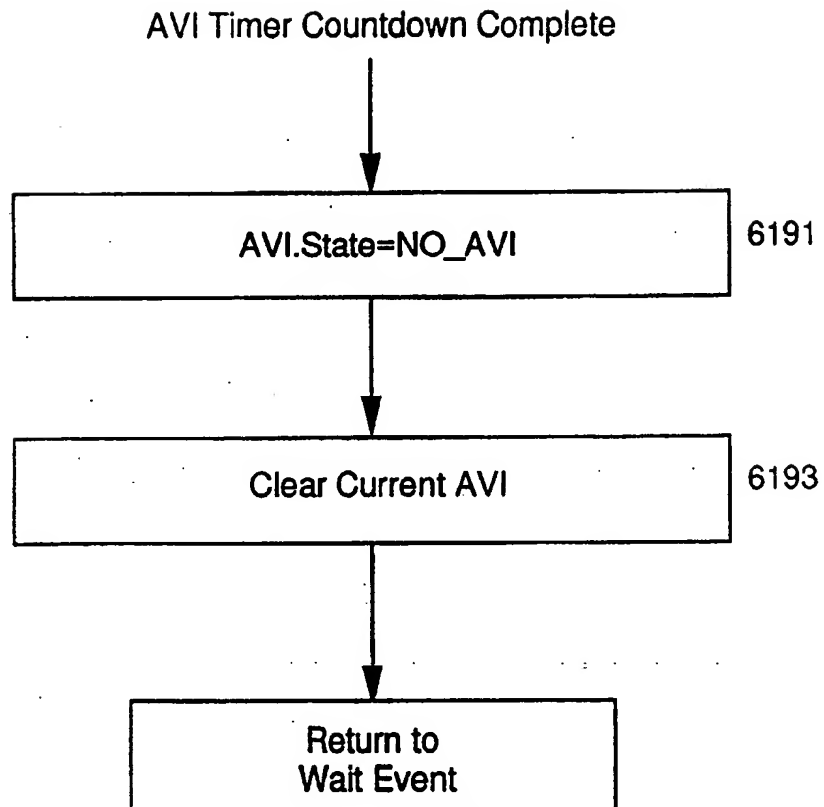 AVI Timer Countdown Complete
AVI.State=NO_AVI
6191
Clear Current AVI
6193
Return to
Wait Event